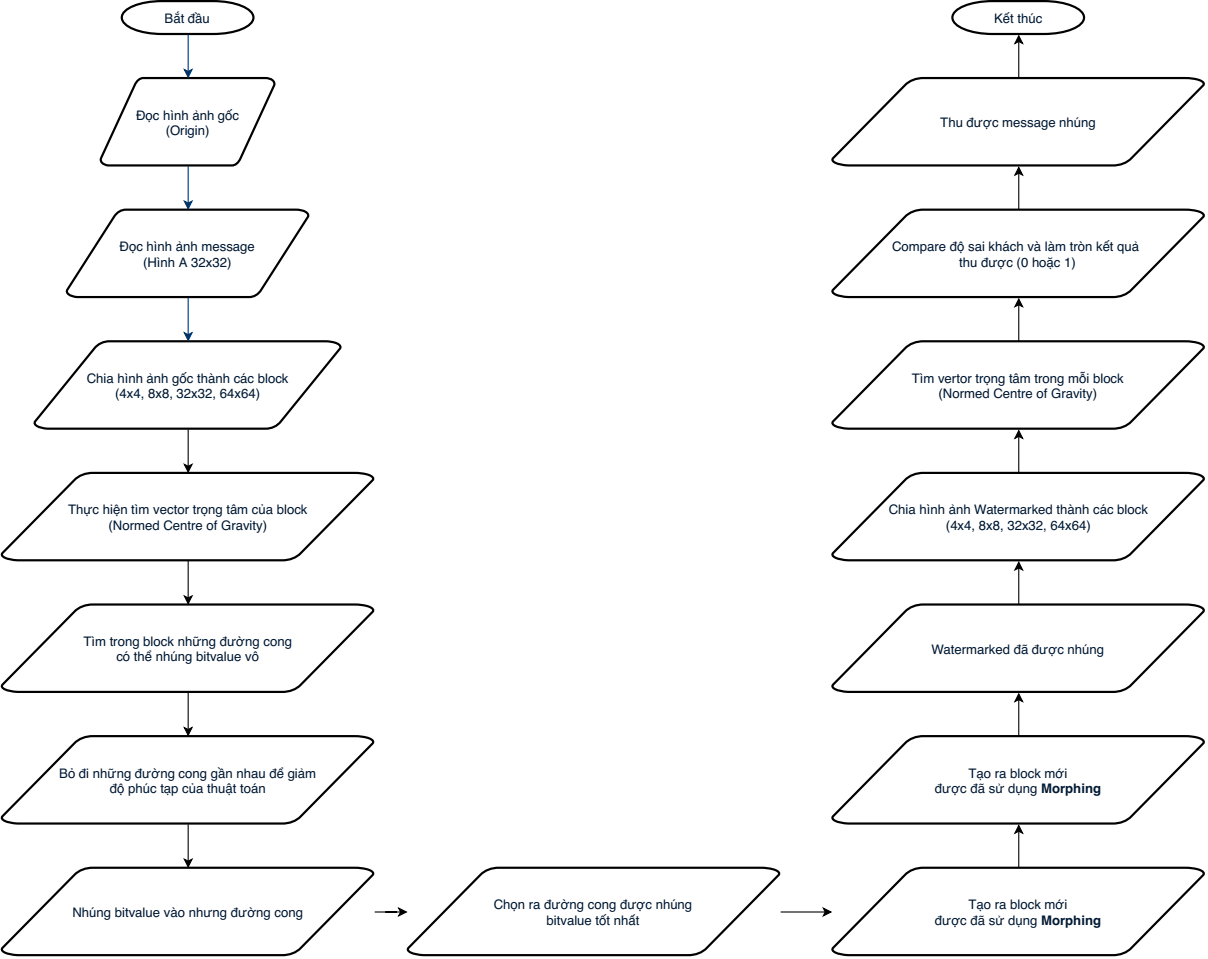 Bắt đầu
Đọc hình ảnh gốc
(Origin)
Đọc hình ảnh message
(Hình A 32x32)
Chia hình ảnh gốc thành các block
(4x4, 8x8, 32x32, 64x64)
Thực hiện tìm vector trọng tâm của block
(Normed Centre of Gravity)
Tìm trong block những đường cong
có thể nhúng bitvalue vô
Bỏ đi những đường cong gần nhau để giảm
độ phúc tạp của thuật toán
Nhúng bitvalue vào nhưng đường cong
Chọn ra đường cong được nhúng
bitvalue tốt nhất
Tạo ra block mới
được đã sử dụng Morphing
Tạo ra block mới
được đã sử dụng Morphing
Watermarked đã được nhúng
Chia hình ảnh Watermarked thành các block
(4x4, 8x8, 32x32, 64x64)
Tìm vertor trọng tâm trong mỗi block
(Normed Centre of Gravity)
Compare độ sai khách và làm tròn kết quả
thu được (0 hoặc 1)
Thu được message nhúng
Kết thúc